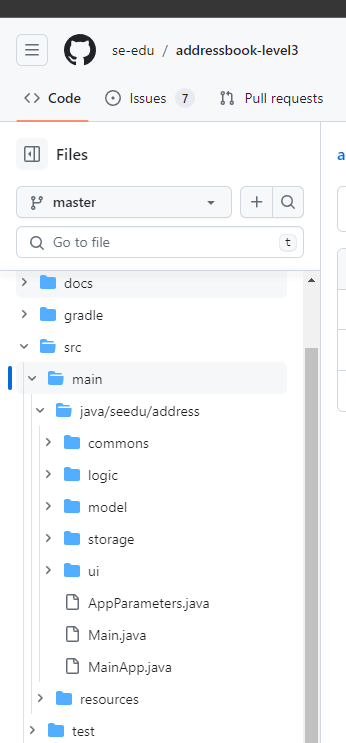 se-edu / addressbook-level3
Code Issues 7 Pull requests
Files a
master
Go to file t
docs
gradle
src
main
java/seedu/address
commons
logic
model
storage
ui
AppParameters.java
Main.java
MainApp.java
resources
test